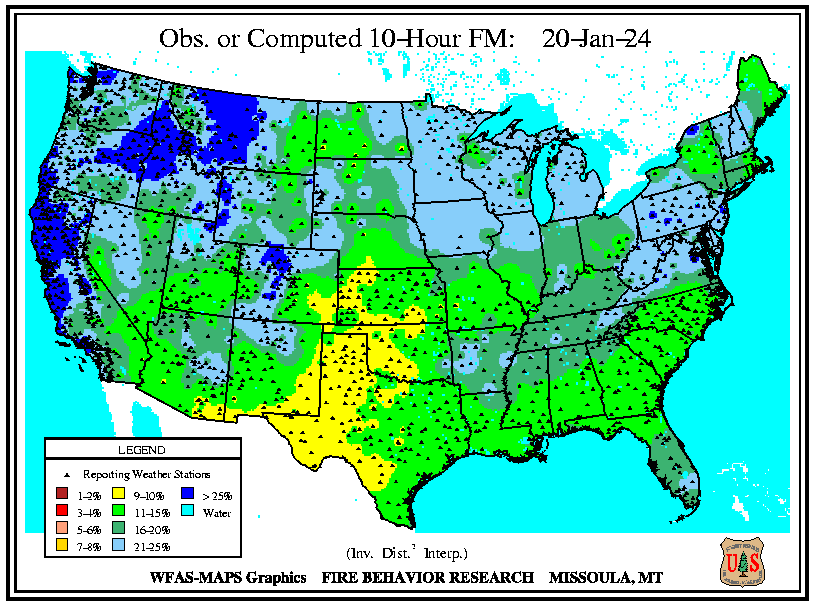 Obs. or Computed 10-Hour FM: 20-Jan-24
LEGEND
Reporting Weather Stations
1-2% 9-10% > 25%
3-4% 11-15% Water
5-6% 16-20%
7-8% 21-25%
(Inv. Dist.² Interp.)
WFAS-MAPS Graphics FIRE BEHAVIOR RESEARCH MISSOULA, MT
U S